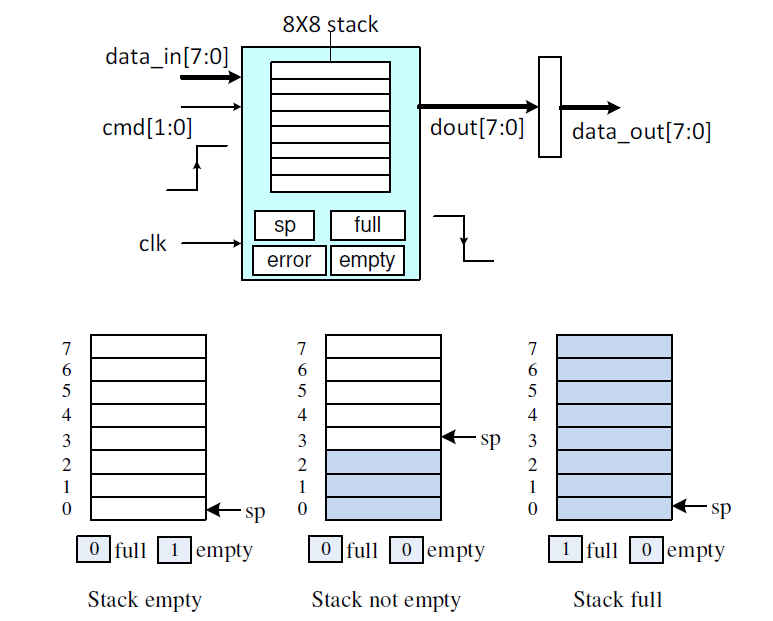 8X8 stack
data_in[7:0]
cmd[1:0]
dout[7:0]
data_out[7:0]
sp
full
clk
error
empty
7
6
5
4
3
2
1
0
sp
0 full 1 empty
Stack empty
7
6
5
4
3
2
1
0
sp
0 full 0 empty
Stack not empty
7
6
5
4
3
2
1
0
sp
1 full 0 empty
Stack full